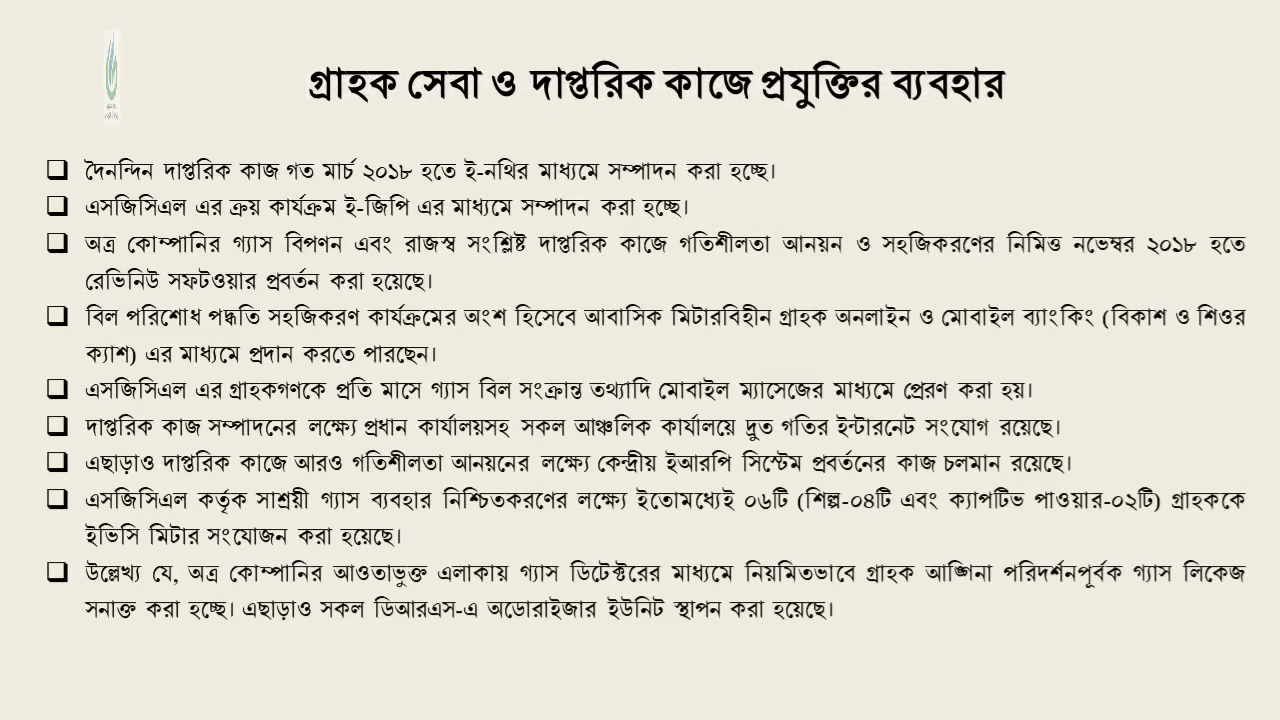 গ্রাহক সেবা ও দাপ্তরিক কাজে প্রযুক্তির ব্যবহার
দৈনন্দিন দাপ্তরিক কাজ গত মার্চ ২০১৮ হতে ই-নথির মাধ্যমে সম্পাদন করা হচ্ছে।
এসজিসিএল এর ক্রয় কার্যক্রম ই-জিপি এর মাধ্যমে সম্পাদন করা হচ্ছে।
অত্র কোম্পানির গ্যাস বিপণন এবং রাজস্ব সংশ্লিষ্ট দাপ্তরিক কাজে গতিশীলতা আনয়ন ও সহজিকরণের নিমিত্ত নভেম্বর ২০১৮ হতে
রেভিনিউ সফটওয়ার প্রবর্তন করা হয়েছে।
বিল পরিশোধ পদ্ধতি সহজিকরণ কার্যক্রমের অংশ হিসেবে আবাসিক মিটারবিহীন গ্রাহক অনলাইন ও মোবাইল ব্যাংকিং (বিকাশ ও শিওর
ক্যাশ) এর মাধ্যমে প্রদান করতে পারছেন।
এসজিসিএল এর গ্রাহকগণকে প্রতি মাসে গ্যাস বিল সংক্রান্ত তথ্যাদি মোবাইল ম্যাসেজের মাধ্যমে প্রেরণ করা হয়।
দাপ্তরিক কাজ সম্পাদনের লক্ষ্যে প্রধান কার্যালয়সহ সকল আঞ্চলিক কার্যালয়ে দ্রুত গতির ইন্টারনেট সংযোগ রয়েছে।
এছাড়াও দাপ্তরিক কাজে আরও গতিশীলতা আনয়নের লক্ষ্যে কেন্দ্রীয় ইআরপি সিস্টেম প্রবর্তনের কাজ চলমান রয়েছে।
এসজিসিএল কর্তৃক সাশ্রয়ী গ্যাস ব্যবহার নিশ্চিতকরণের লক্ষ্যে ইতোমধ্যেই ০৬টি (শিল্প-০৪টি এবং ক্যাপটিভ পাওয়ার-০২টি) গ্রাহককে
ইভিসি মিটার সংযোজন করা হয়েছে।
উল্লেখ্য যে, অত্র কোম্পানির আওতাভুক্ত এলাকায় গ্যাস ডিটেক্টরের মাধ্যমে নিয়মিতভাবে গ্রাহক আঙ্গিনা পরিদর্শনপূর্বক গ্যাস লিকেজ
সনাক্ত করা হচ্ছে। এছাড়াও সকল ডিআরএস-এ অডোরাইজার ইউনিট স্থাপন করা হয়েছে।